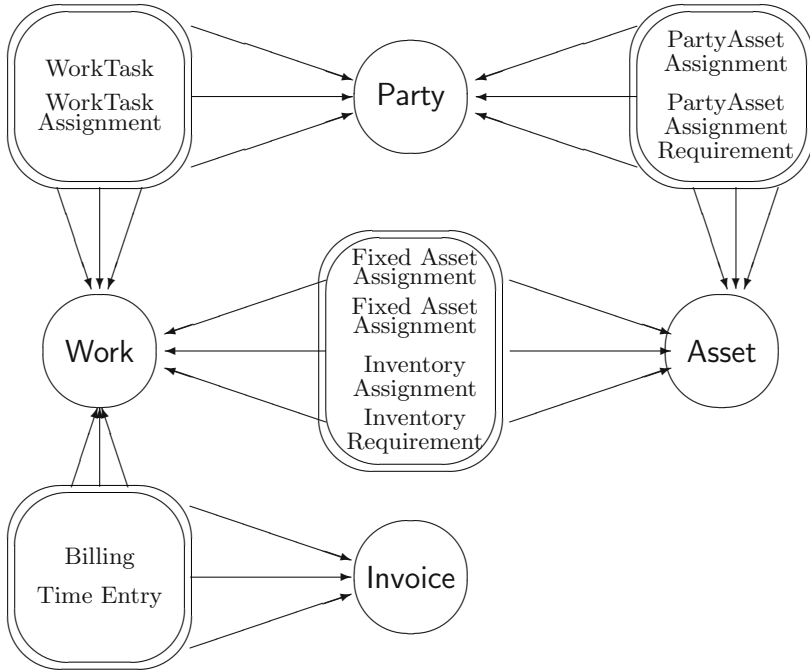 WorkTask
WorkTask
Assignment
Party
PartyAsset
Assignment
PartyAsset
Assignment
Requirement
Work
Fixed Asset
Assignment
Fixed Asset
Assignment
Inventory
Assignment
Inventory
Requirement
Asset
Billing
Time Entry
Invoice